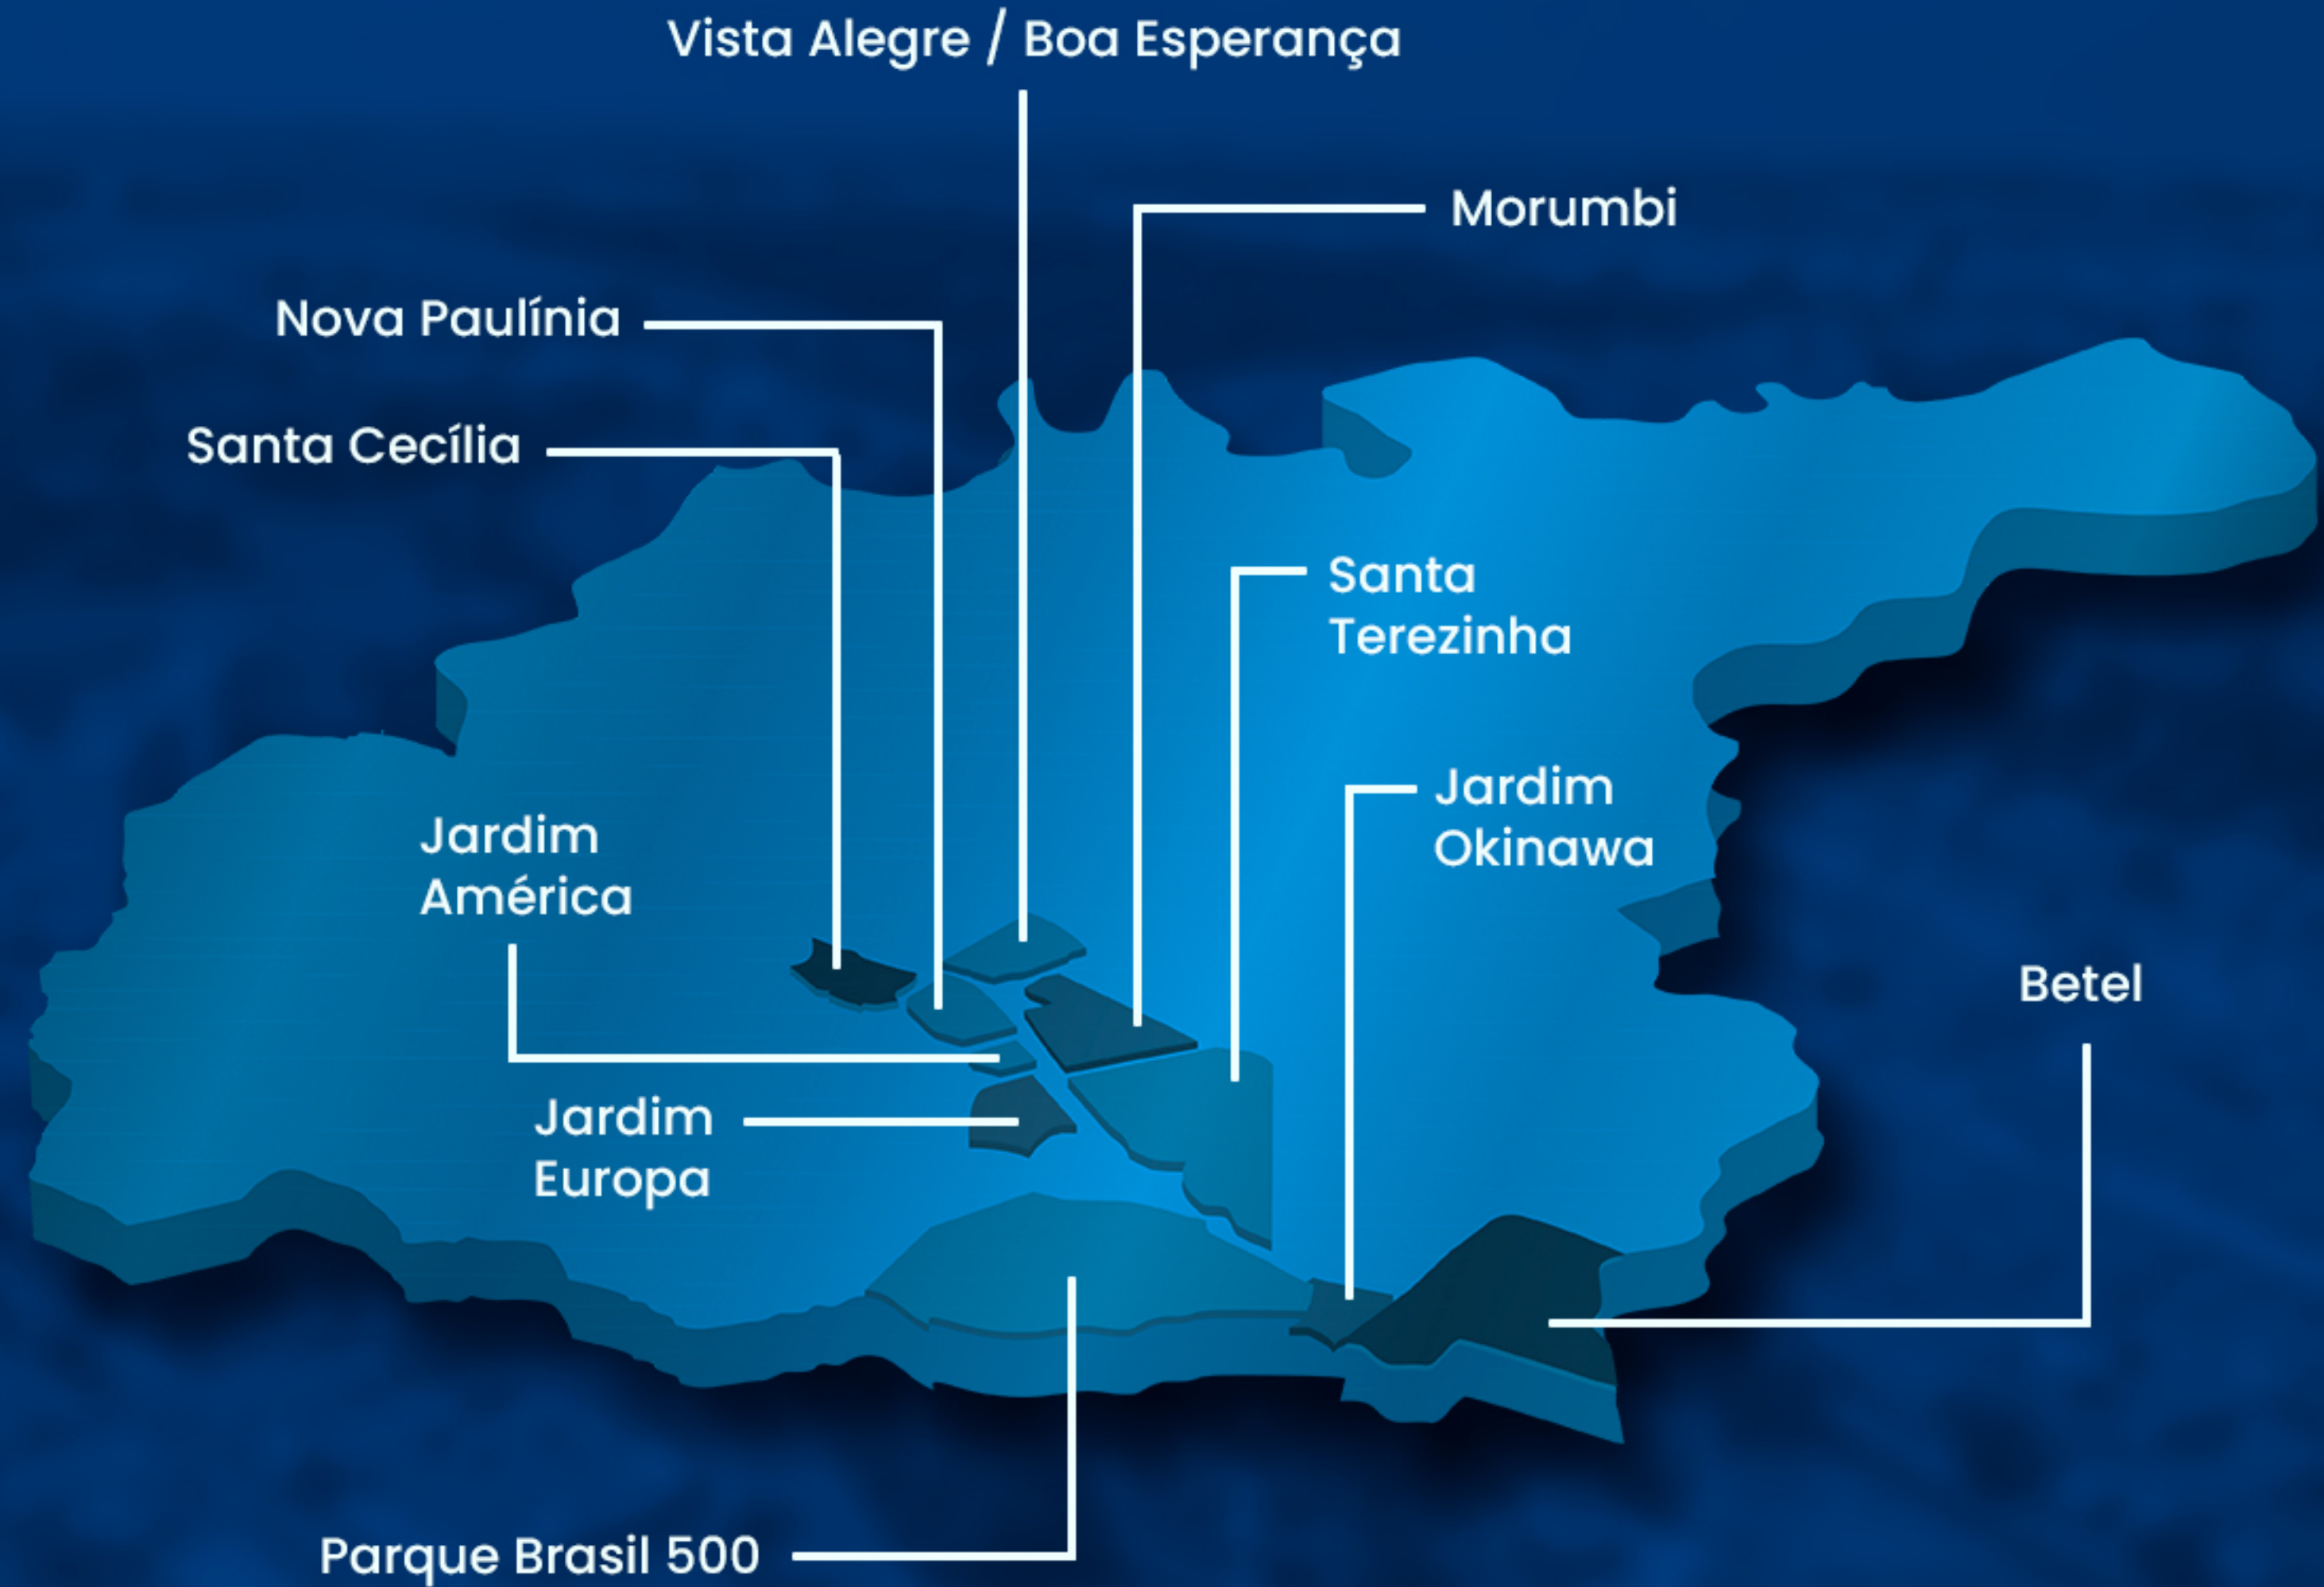 Vista Alegre / Boa Esperança
Morumbi
Nova Paulínia
Santa Cecília
Santa
Terezinha
Jardim
Okinawa
Jardim
América
Betel
Jardim
Europa
Parque Brasil 500